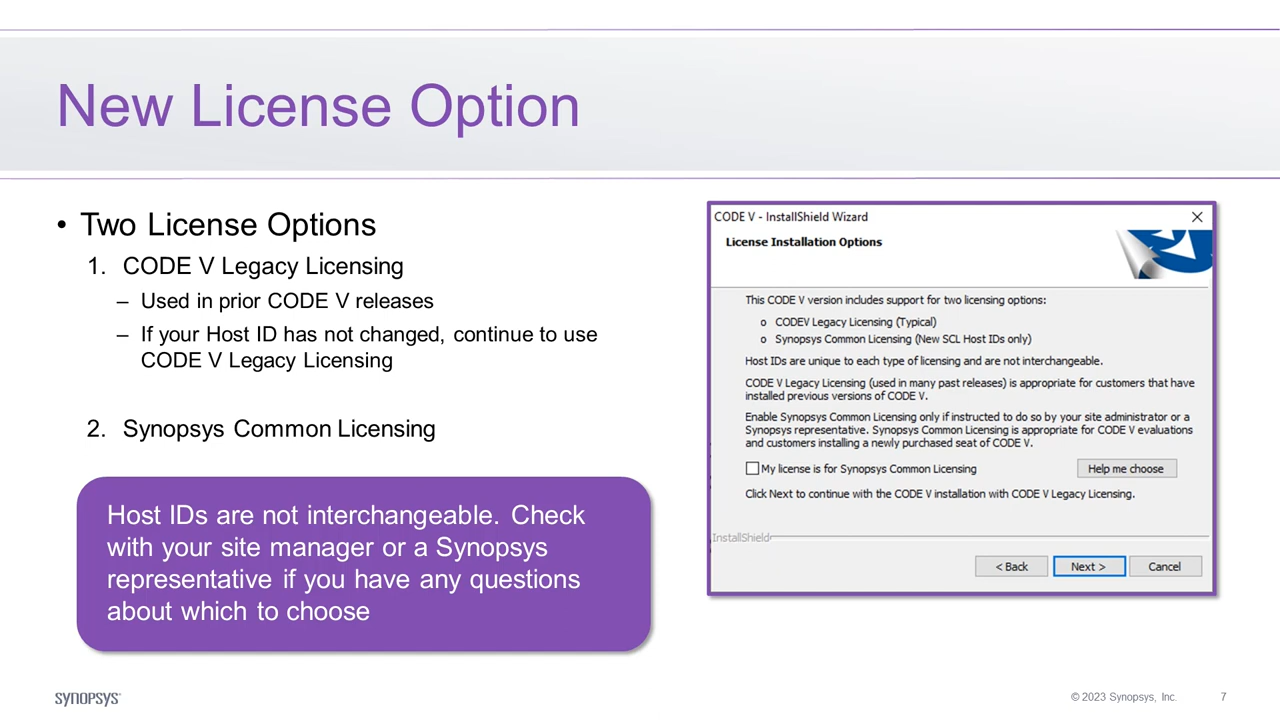 New License Option
• Two License Options
1. CODE V Legacy Licensing
– Used in prior CODE V releases
– If your Host ID has not changed, continue to use
CODE V Legacy Licensing
2. Synopsys Common Licensing
Host IDs are not interchangeable. Check
with your site manager or a Synopsys
representative if you have any questions
about which to choose
CODE V - InstallShield Wizard
License Installation Options
This CODE V version includes support for two licensing options:
o CODEV Legacy Licensing (Typical)
o Synopsys Common Licensing (New SCL Host IDs only)
Host IDs are unique to each type of licensing and are not interchangeable.
CODE V Legacy Licensing (used in many past releases) is appropriate for customers that have
installed previous versions of CODE V.
Enable Synopsys Common Licensing only if instructed to do so by your site administrator or a
Synopsys representative. Synopsys Common Licensing is appropriate for CODE V evaluations
and customers installing a newly purchased seat of CODE V.
My license is for Synopsys Common Licensing
Help me choose
Click Next to continue with the CODE V installation with CODE V Legacy Licensing.
InstallShield
< Back Next > Cancel
SYNOPSYS
© 2023 Synopsys, Inc. 7